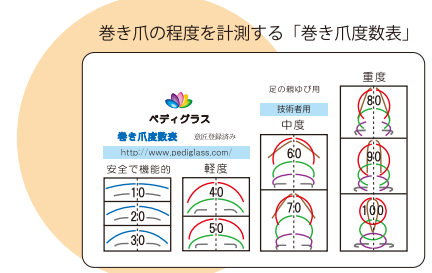 巻き爪の程度を計測する「巻き爪度数表」
ペディグラス
巻き爪度数表 意匠登録済み
http://www.pediglass.com/
安全で機能的
1.0
2.0
3.0
軽度
4.0
5.0
足の親ゆび用
技術者用
中度
6.0
7.0
重度
8.0
9.0
10.0